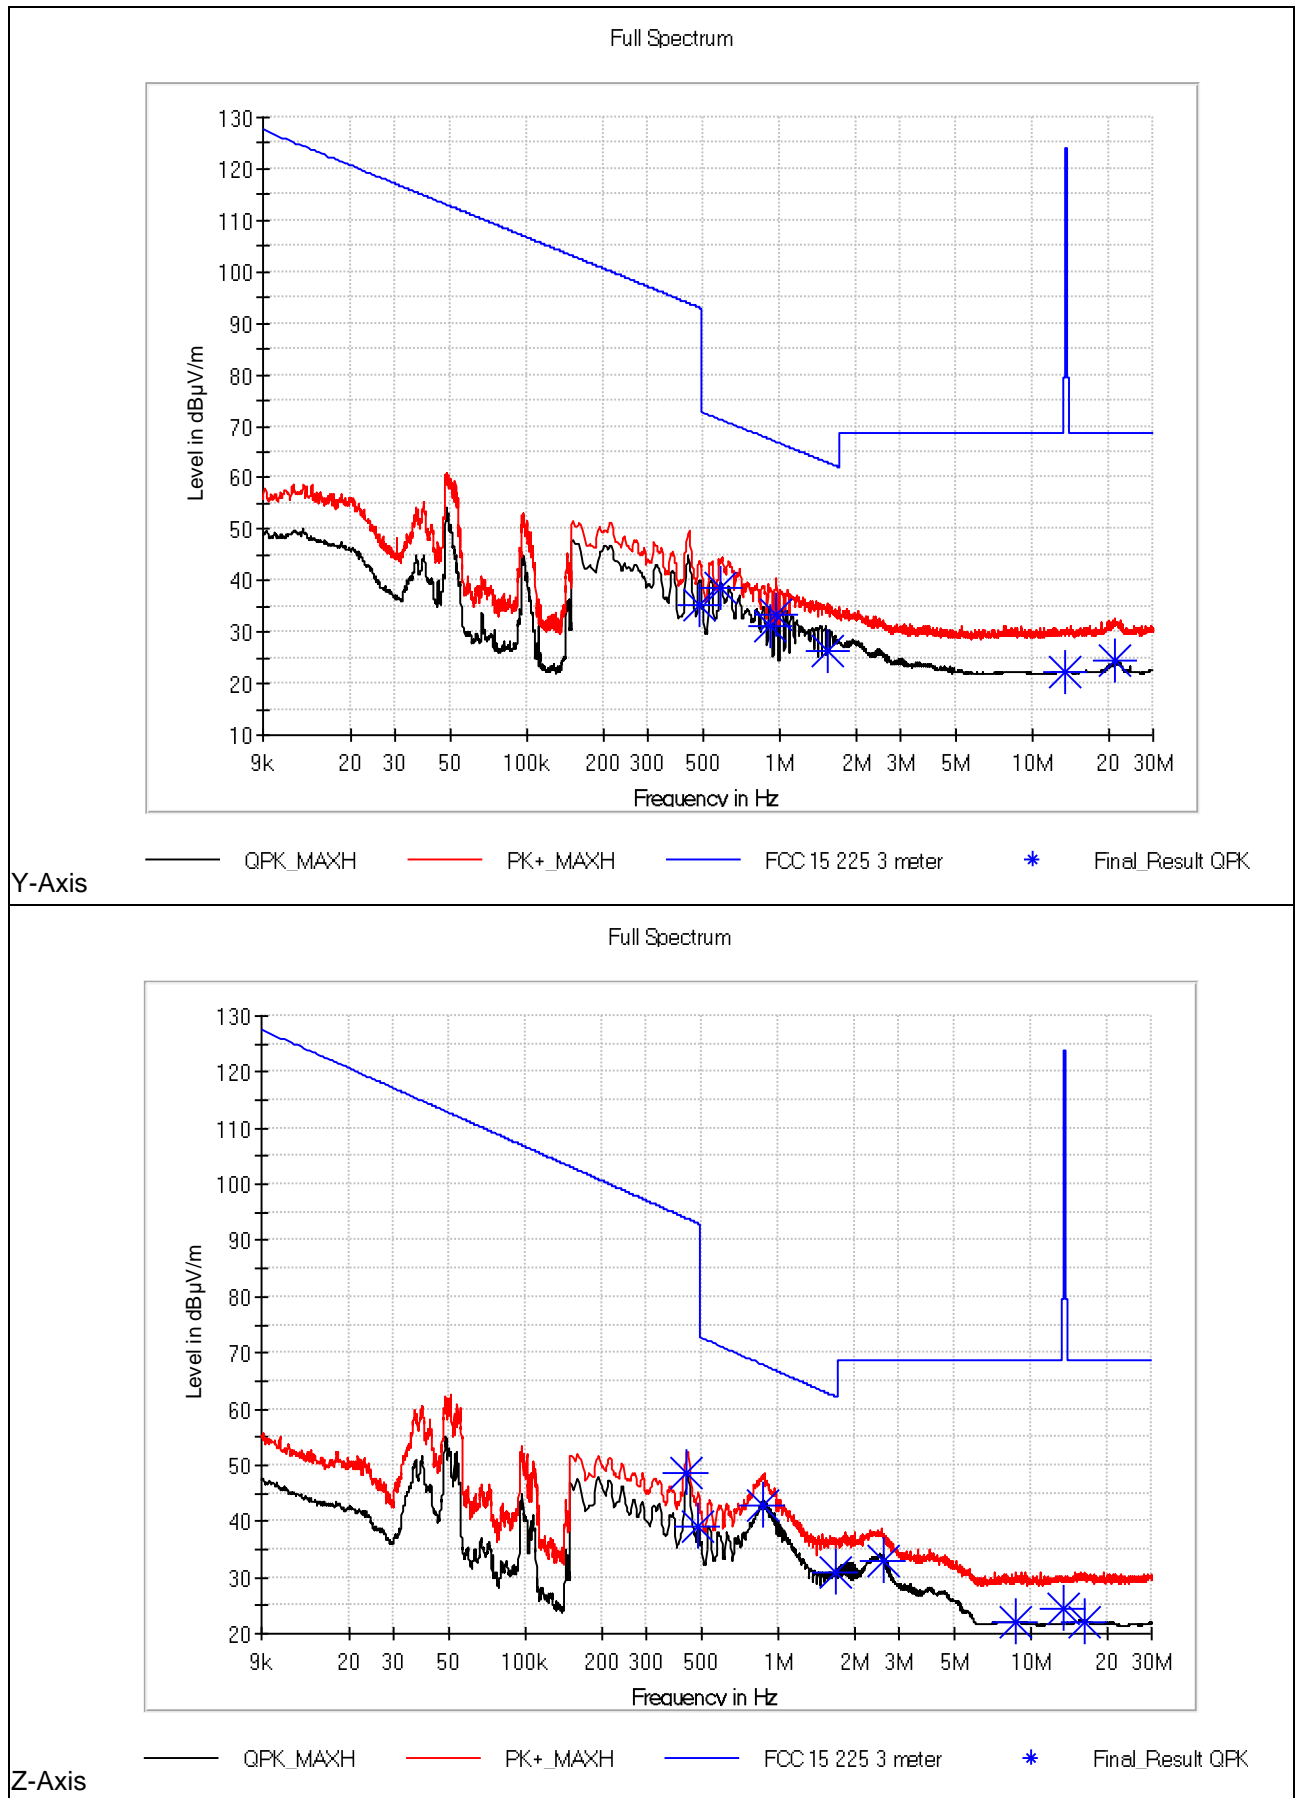 Full Spectrum
130
120
110
100
90
80
70
60
50
40
30
20
10
Level in dBµV/m
9k 20 30 50 100k 200 300 500 1M 2M 3M 5M 10M 20 30M
Frequency in Hz
QPK_MAXH PK+_MAXH FCC 15 225 3 meter Final_Result QPK
Y-Axis
Full Spectrum
130
120
110
100
90
80
70
60
50
40
30
20
Level in dBµV/m
9k 20 30 50 100k 200 300 500 1M 2M 3M 5M 10M 20 30M
Frequency in Hz
QPK_MAXH PK+_MAXH FCC 15 225 3 meter Final_Result QPK
Z-Axis